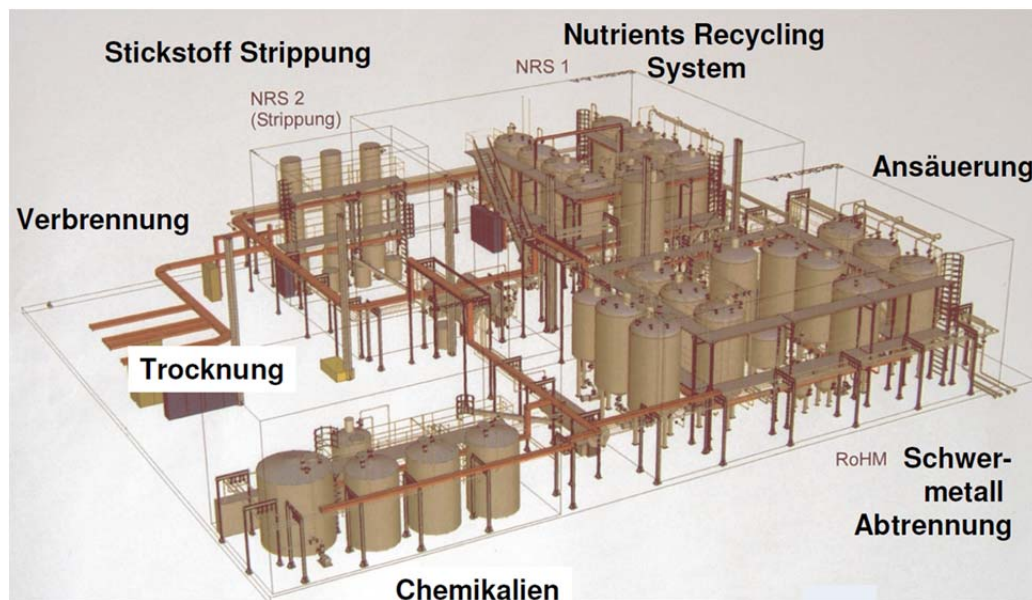 Stickstoff Strippung
Nutrients Recycling
System
NRS 1
NRS 2
(Strippung)
Ansäuerung
Verbrennung
Trocknung
RoHM
Schwer-
metall
Abtrennung
Chemikalien